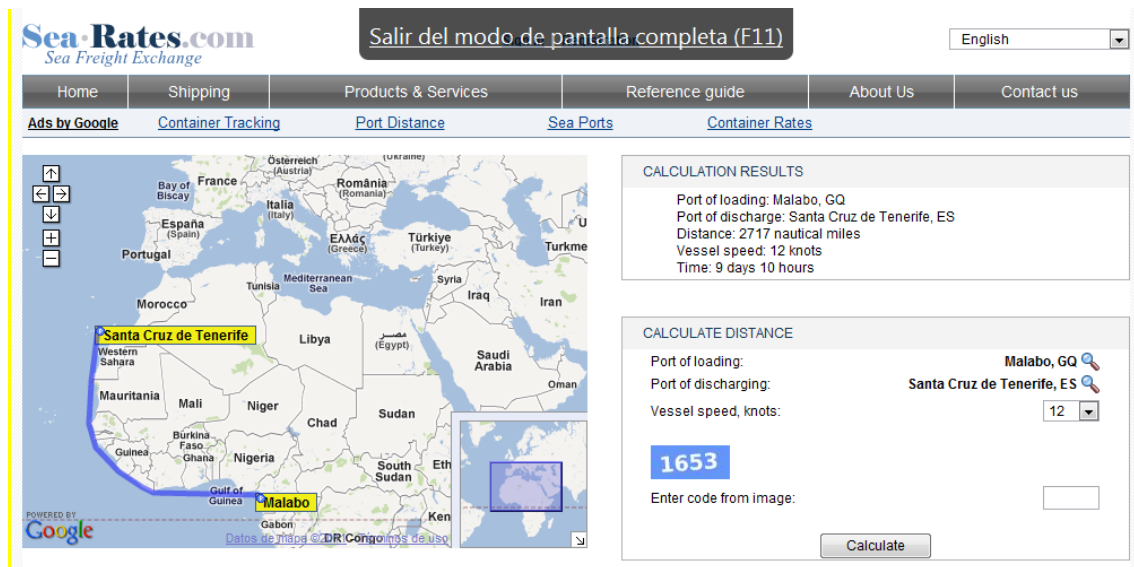 Sea-Rates.com
Sea Freight Exchange
Salir del modo de pantalla completa (F11)
English
Home Shipping Products & Services Reference guide About Us Contact us
Ads by Google Container Tracking Port Distance Sea Ports Container Rates
CALCULATION RESULTS
Port of loading: Malabo, GQ
Port of discharge: Santa Cruz de Tenerife, ES
Distance: 2717 nautical miles
Vessel speed: 12 knots
Time: 9 days 10 hours
CALCULATE DISTANCE
Port of loading: Malabo, GQ
Port of discharging: Santa Cruz de Tenerife, ES
Vessel speed, knots: 12
1653
Enter code from image:
Calculate
Österreich
(Austria)
(Ukraine)
Bay of
Biscay
France
România
(Romania)
Italia
(Italy)
España
(Spain)
Portugal
Ελλάς
(Greece)
Türkiye
(Turkey)
Turkme
Mediterranean
Sea
Tunisia
Syria
Iraq
Iran
Morocco
Santa Cruz de Tenerife
Libya
مصر
(Egypt)
Western
Sahara
Saudi
Arabia
Oman
Mauritania
Mali
Niger
Chad
Sudan
Burkina
Faso
Guinea
Ghana
Nigeria
South
Sudan
Eth
Gulf of
Guinea
Malabo
Gabon
Ken
DR Congo
POWERED BY
Google
Datos de mapa
Términos de uso